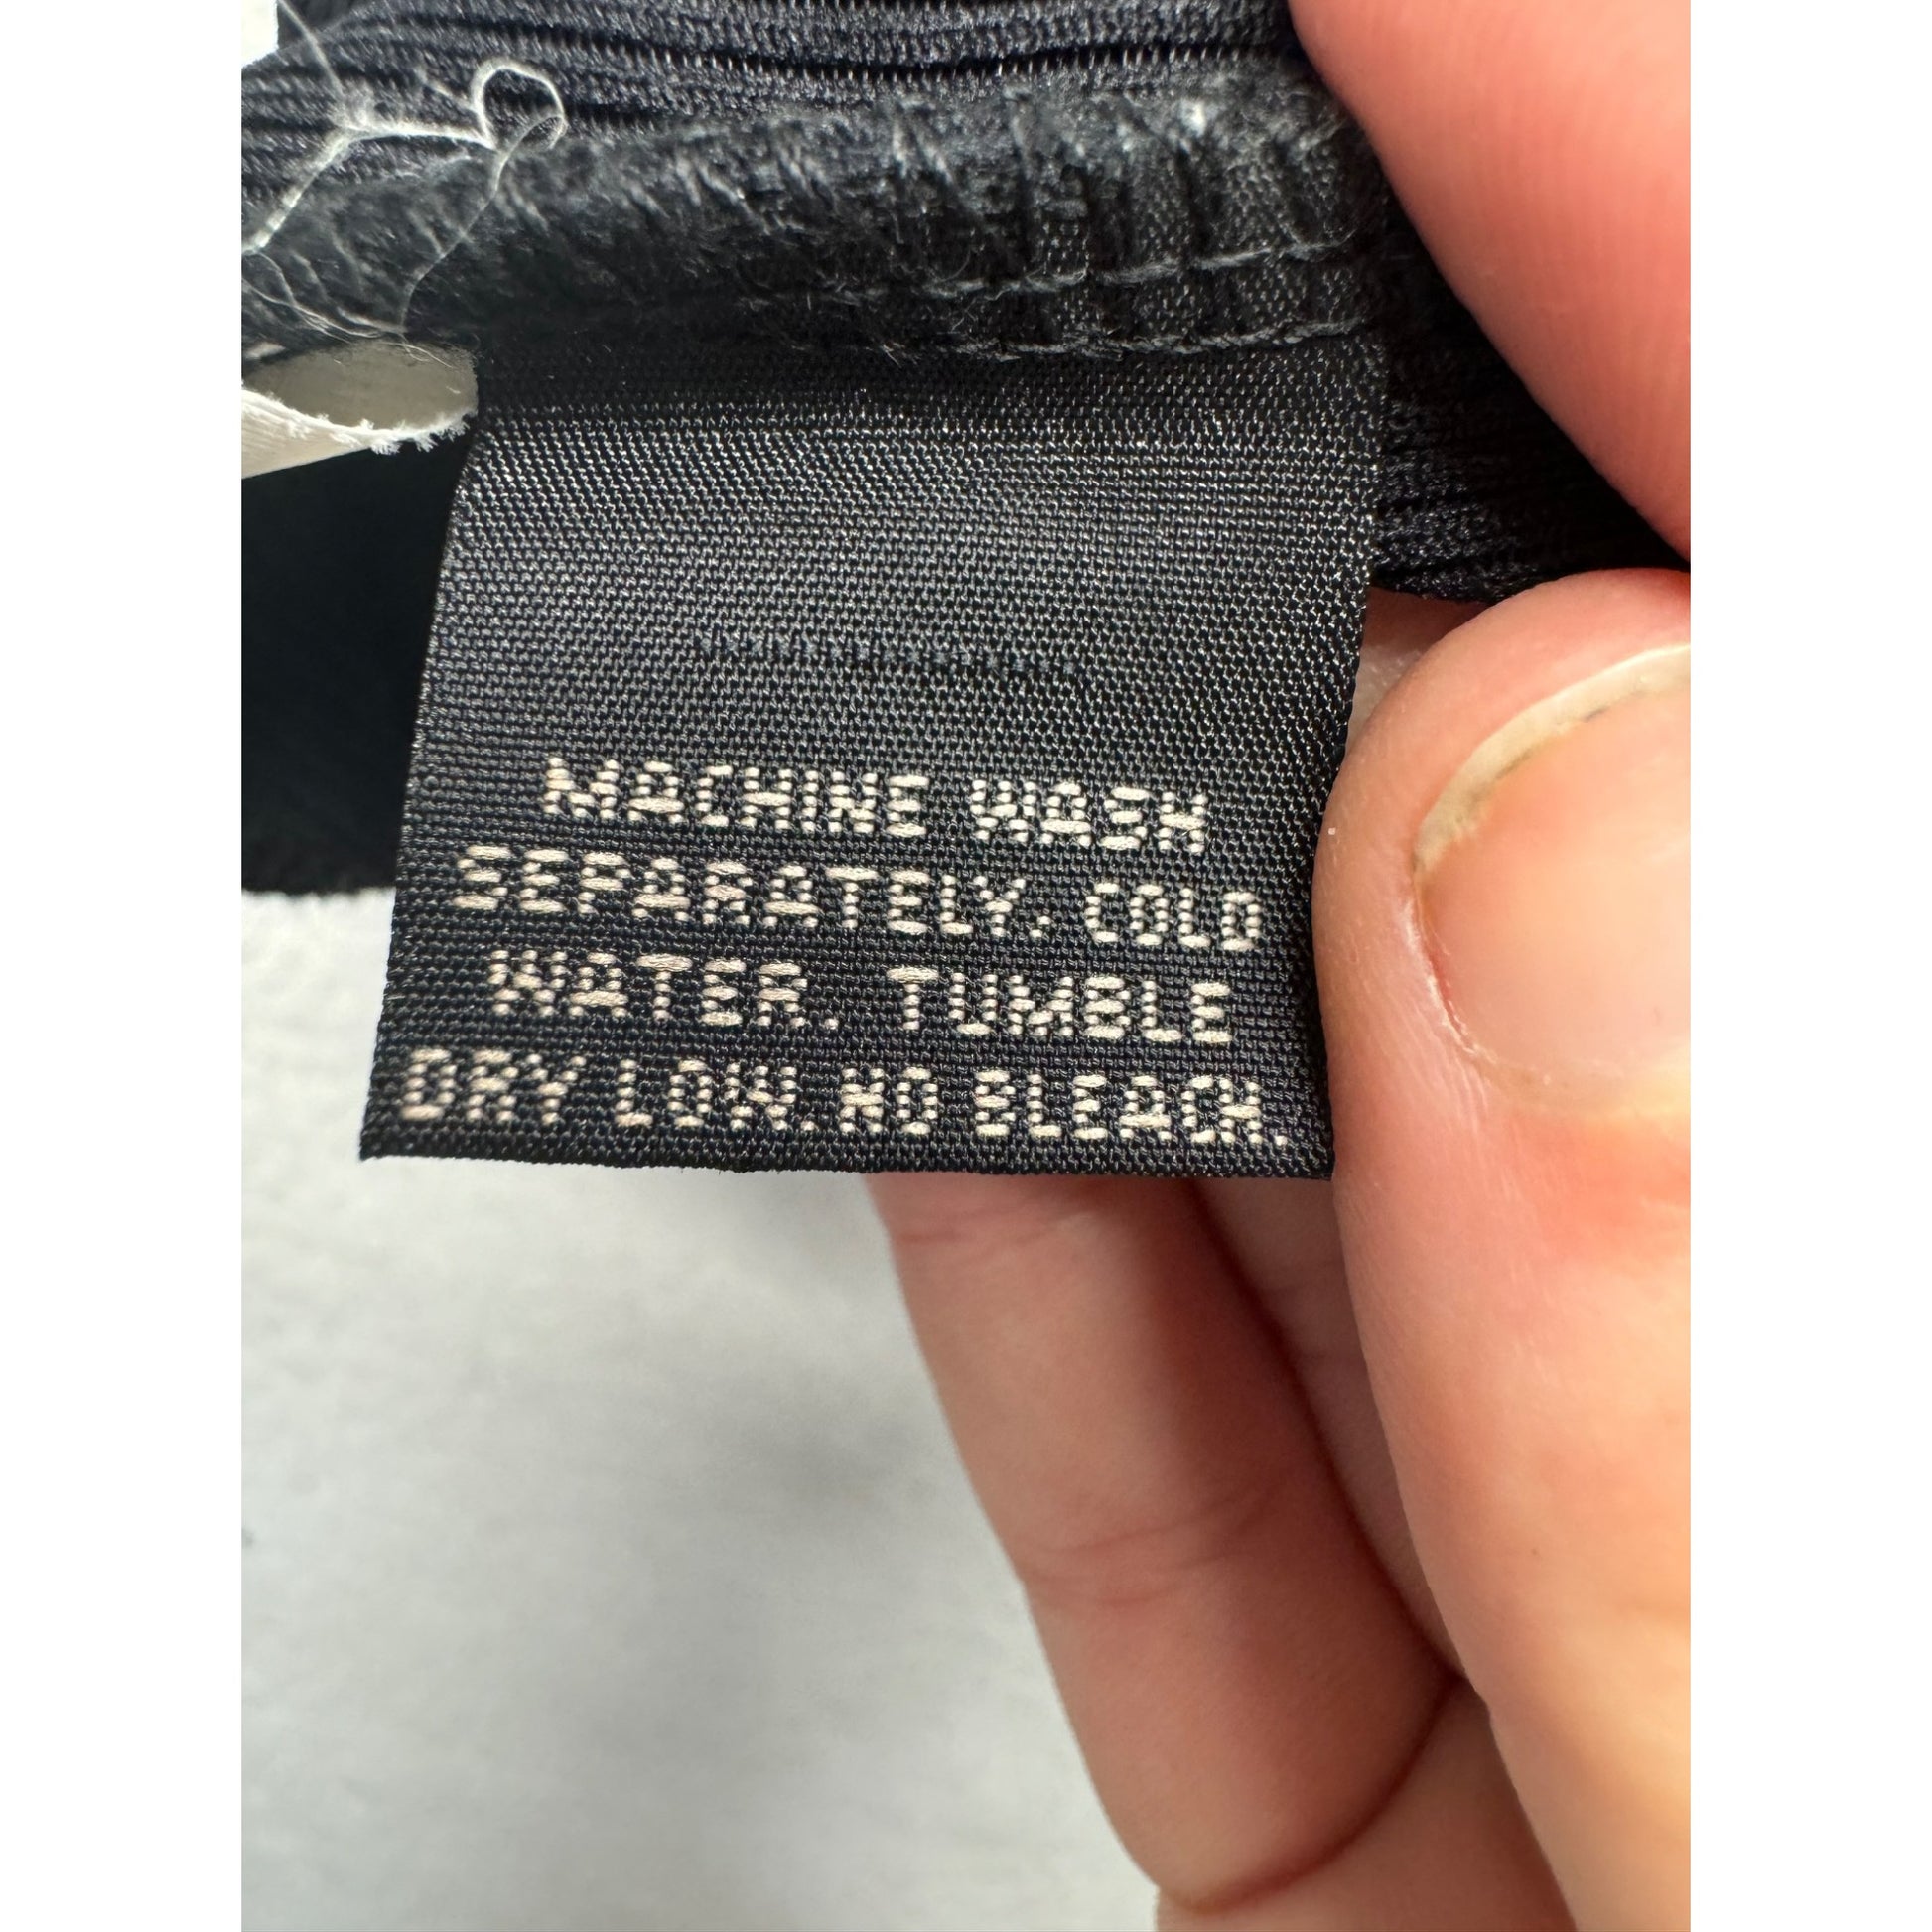 MACHINE WASH
SEPARATELY. COLD
WATER. TUMBLE
DRY LOW. NO BLEACH.